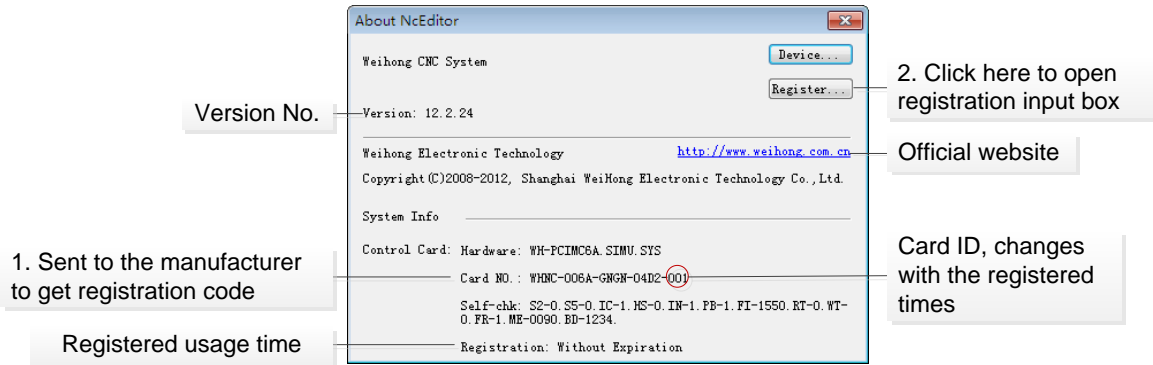 About NcEditor
Weihong CNC System
Device...
Register...
2. Click here to open
registration input box
Version No.
Version: 12.2.24
Weihong Electronic Technology
http://www.weihong.com.cn
Official website
Copyright(C)2008-2012, Shanghai WeiHong Electronic Technology Co.,Ltd.
System Info
Control Card: Hardware: WH-PCIMC6A.SIMU.SYS
1. Sent to the manufacturer
to get registration code
Card NO.: WHNC-006A-GNGN-04D2-001
Card ID, changes
with the registered
times
Self-chk: S2-0.S5-0.IC-1.HS-0.IN-1.PB-1.FI-1550.RT-0.WT-
0.FR-1.ME-0090.BD-1234.
Registered usage time
Registration: Without Expiration